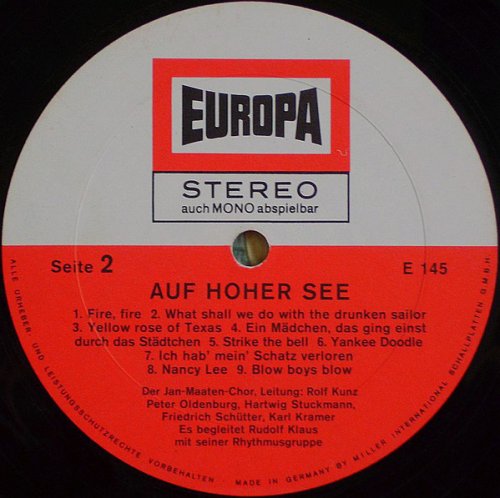 EUROPA
STEREO
auch MONO abspielbar
Seite 2
E 145
AUF HOHER SEE
1. Fire, fire 2. What shall we do with the drunken sailor
3. Yellow rose of Texas 4. Ein Mädchen, das ging einst
durch das Städtchen 5. Strike the bell 6. Yankee Doodle
7. Ich hab' mein' Schatz verloren
8. Nancy Lee 9. Blow boys blow
Der Jan-Maaten-Chor, Leitung: Rolf Kunz
Peter Oldenburg, Hartwig Stuckmann,
Friedrich Schütter, Karl Kramer
Es begleitet Rudolf Klaus
mit seiner Rhythmusgruppe
ALLE URHEBER- UND LEISTUNGSSCHUTZRECHTE VORBEHALTEN · MADE IN GERMANY BY MILLER INTERNATIONAL SCHALLPLATTEN GMBH.